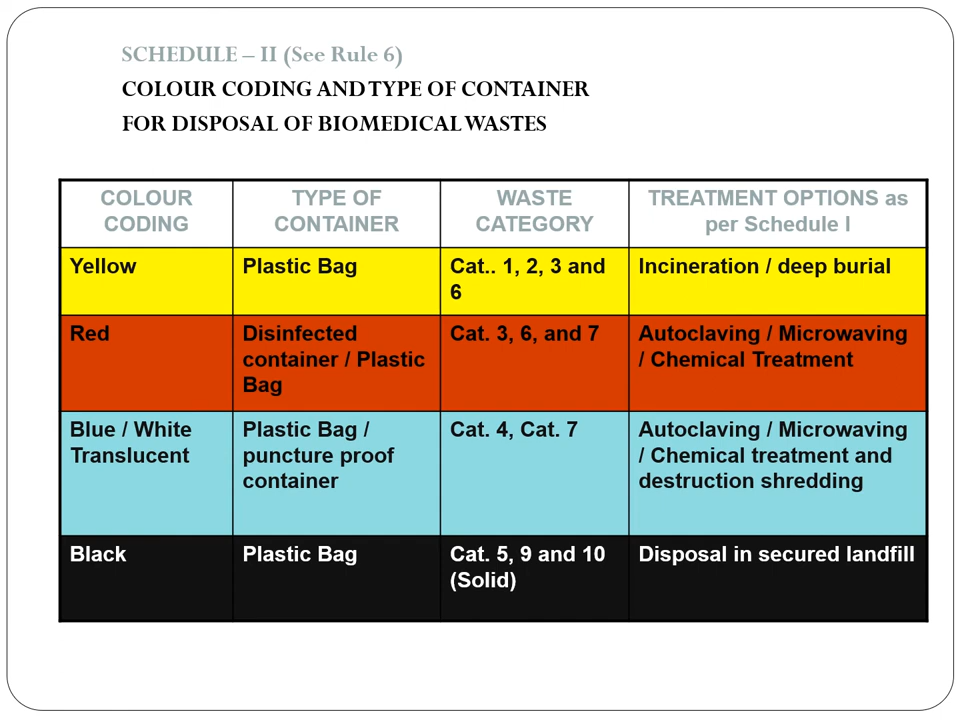 SCHEDULE – II (See Rule 6)
COLOUR CODING AND TYPE OF CONTAINER
FOR DISPOSAL OF BIOMEDICAL WASTES
COLOUR
CODING
TYPE OF
CONTAINER
WASTE
CATEGORY
TREATMENT OPTIONS as
per Schedule I
Yellow
Plastic Bag
Cat.. 1, 2, 3 and
6
Incineration / deep burial
Red
Disinfected
container / Plastic
Bag
Cat. 3, 6, and 7
Autoclaving / Microwaving
/ Chemical Treatment
Blue / White
Translucent
Plastic Bag /
puncture proof
container
Cat. 4, Cat. 7
Autoclaving / Microwaving
/ Chemical treatment and
destruction shredding
Black
Plastic Bag
Cat. 5, 9 and 10
(Solid)
Disposal in secured landfill